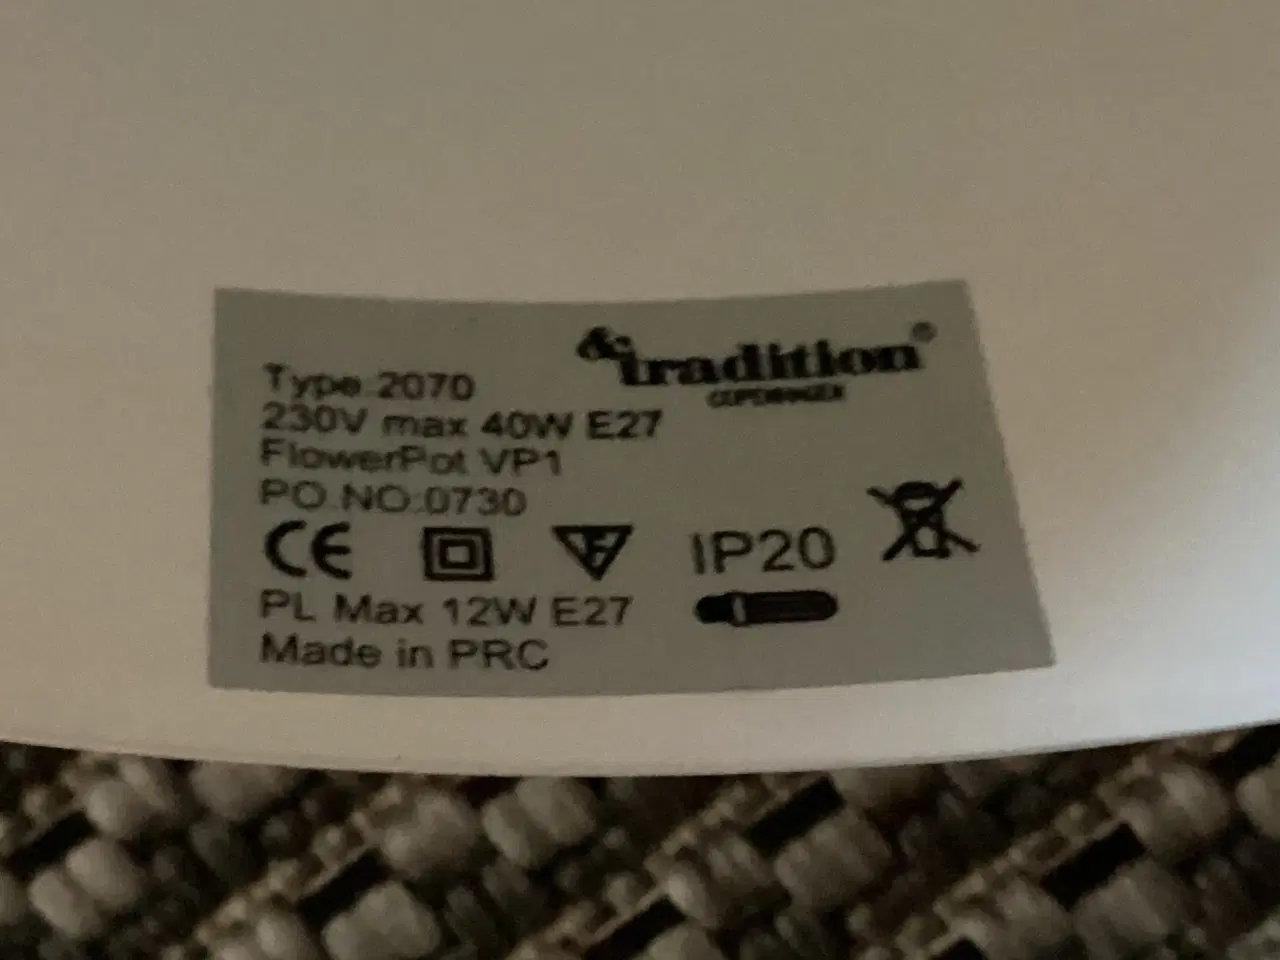 &tradition®
COPENHAGEN
Type:2070
230V max 40W E27
FlowerPot VP1
PO.NO:0730
CE F IP20
PL Max 12W E27
Made in PRC